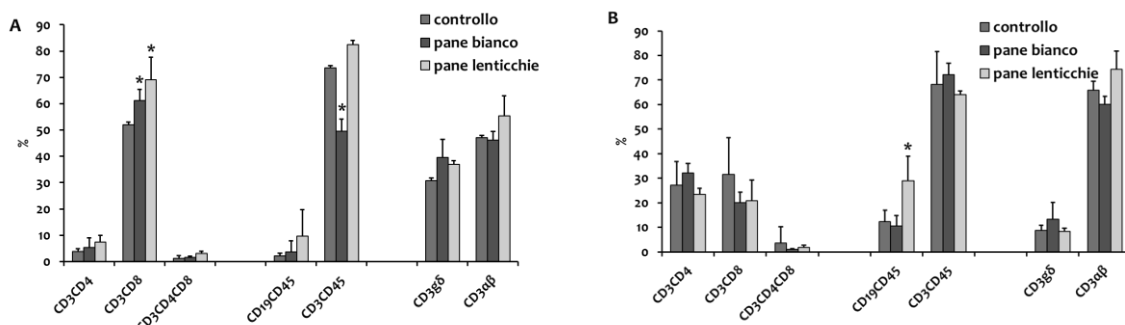 A
controllo
pane bianco
pane lenticchie
90
80
70
60
50
40
30
20
10
0
%
*
*
*
CD3CD4
CD3CD8
CD3CD4CD8
CD19CD45
CD3CD45
CD3gδ
CD3αβ
B
controllo
pane bianco
pane lenticchie
90
80
70
60
50
40
30
20
10
0
%
*
CD3CD4
CD3CD8
CD3CD4CD8
CD19CD45
CD3CD45
CD3gδ
CD3αβ